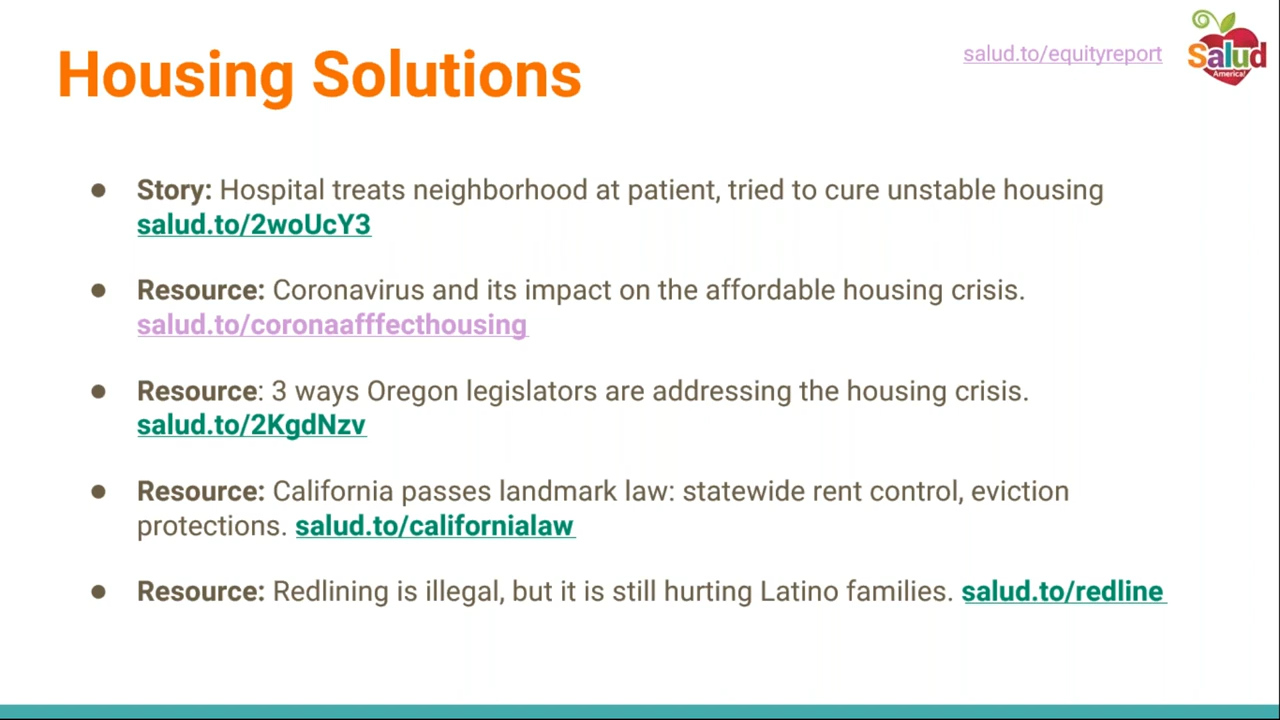 Housing Solutions
salud.to/equityreport
Salud
America!
● Story: Hospital treats neighborhood at patient, tried to cure unstable housing
salud.to/2woUcY3
● Resource: Coronavirus and its impact on the affordable housing crisis.
salud.to/coronaafffecthousing
● Resource: 3 ways Oregon legislators are addressing the housing crisis.
salud.to/2KgdNzv
● Resource: California passes landmark law: statewide rent control, eviction
protections. salud.to/californialaw
● Resource: Redlining is illegal, but it is still hurting Latino families. salud.to/redline